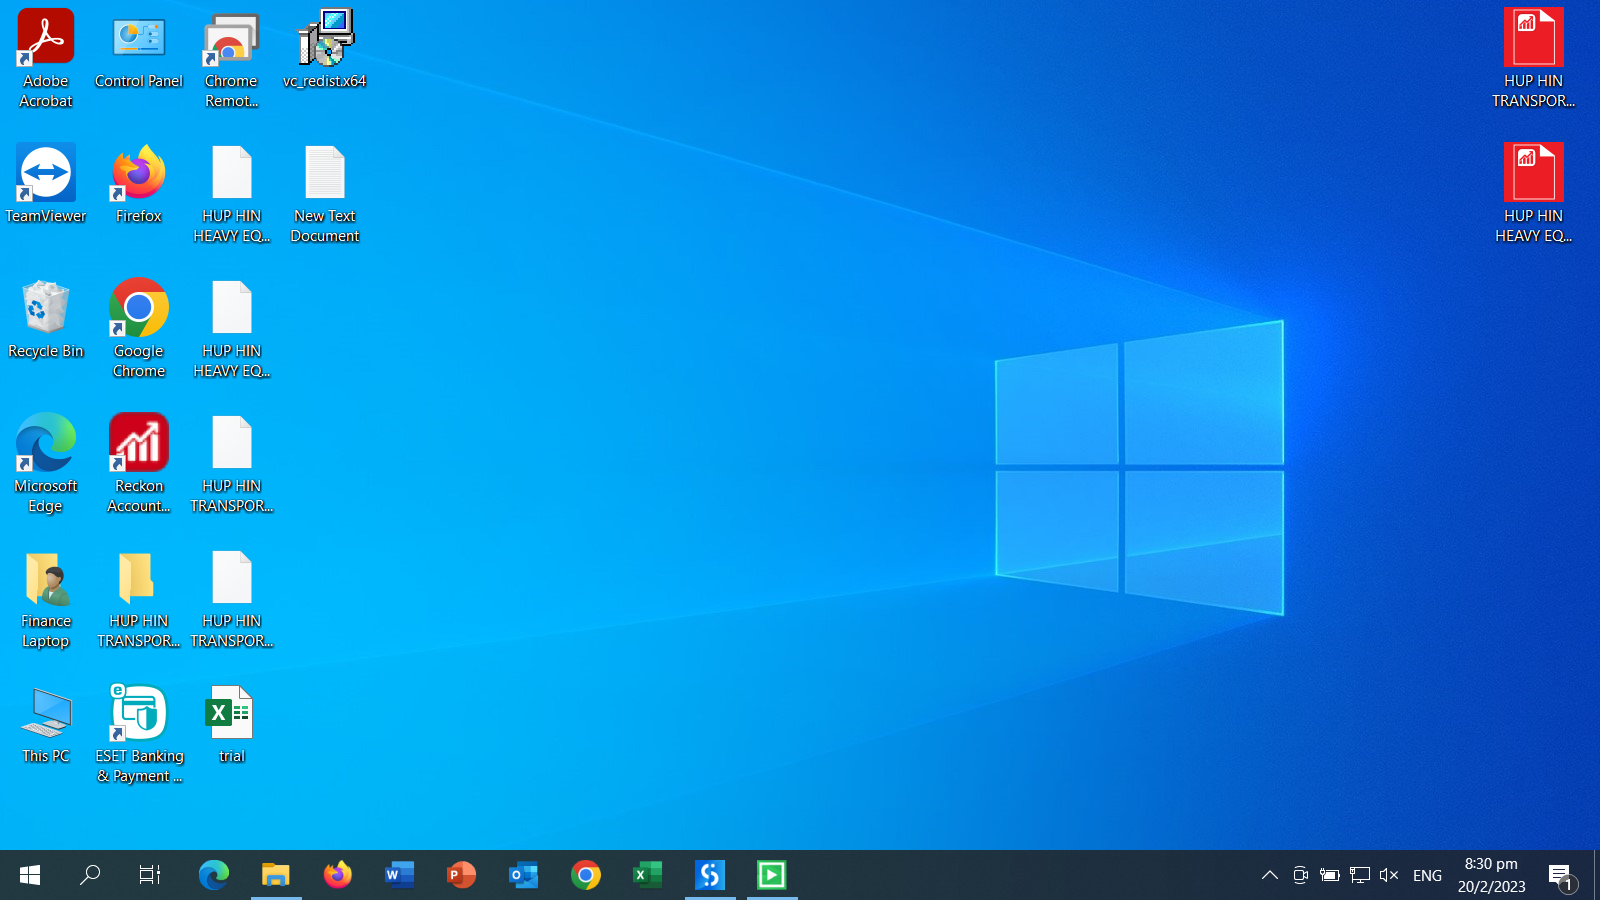 Adobe
Acrobat
Control Panel
Chrome
Remot...
vc_redist.x64
HUP HIN
TRANSPOR...
TeamViewer
Firefox
HUP HIN
HEAVY EQ...
New Text
Document
HUP HIN
HEAVY EQ...
Recycle Bin
Google
Chrome
HUP HIN
HEAVY EQ...
Microsoft
Edge
Reckon
Account...
HUP HIN
TRANSPOR...
Finance
Laptop
HUP HIN
TRANSPOR...
HUP HIN
TRANSPOR...
This PC
ESET Banking
& Payment ...
trial
ENG
8:30 pm
20/2/2023
1